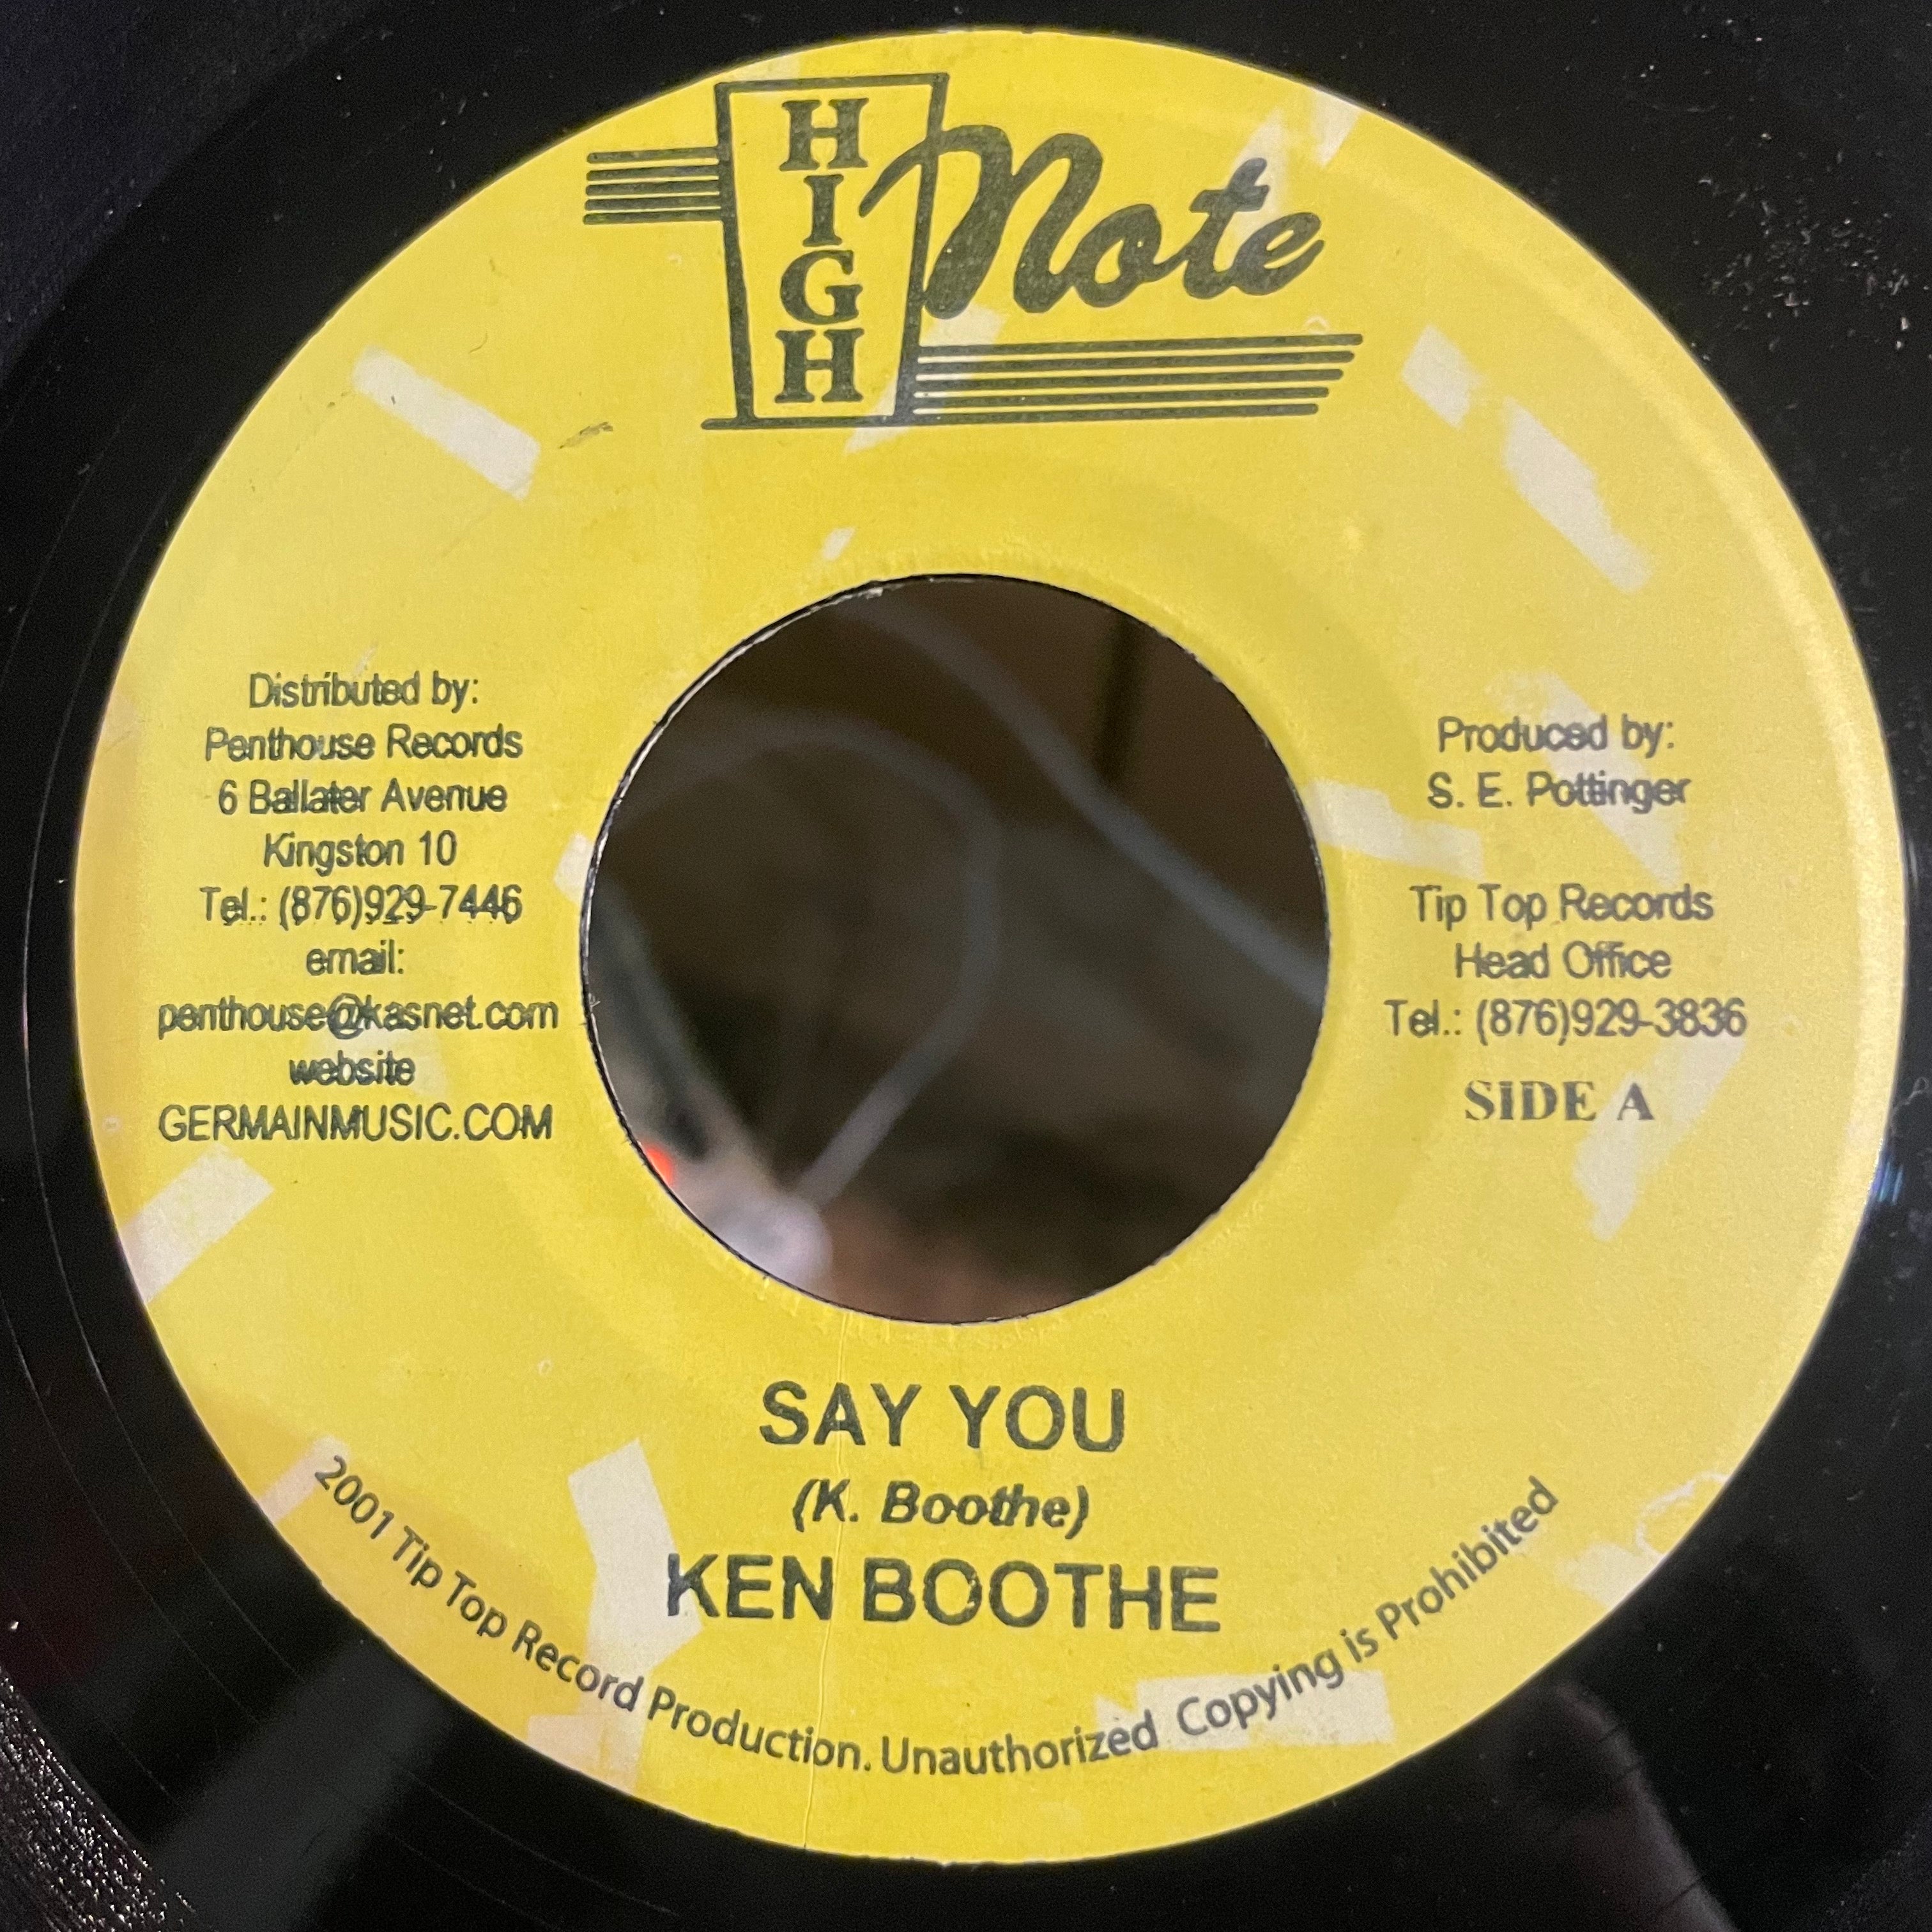 HIGH Note
Distributed by:
Penthouse Records
6 Ballater Avenue
Kingston 10
Tel.: (876)929-7446
email:
penthouse@kasnet.com
website
GERMAINMUSIC.COM
Produced by:
S. E. Pottinger
Tip Top Records
Head Office
Tel.: (876)929-3836
SIDE A
SAY YOU
(K. Boothe)
KEN BOOTHE
2001 Tip Top Record Production. Unauthorized Copying is Prohibited